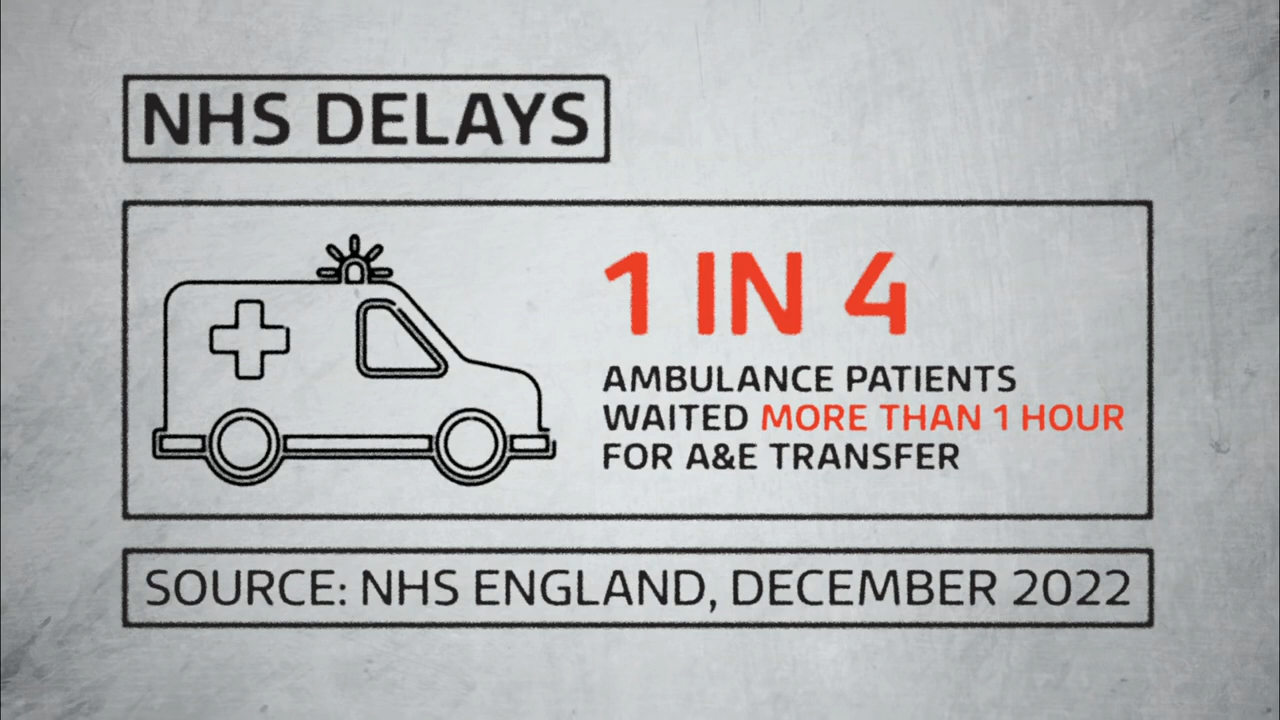 NHS DELAYS
1 IN 4
AMBULANCE PATIENTS
WAITED MORE THAN 1 HOUR
FOR A&E TRANSFER
SOURCE: NHS ENGLAND, DECEMBER 2022